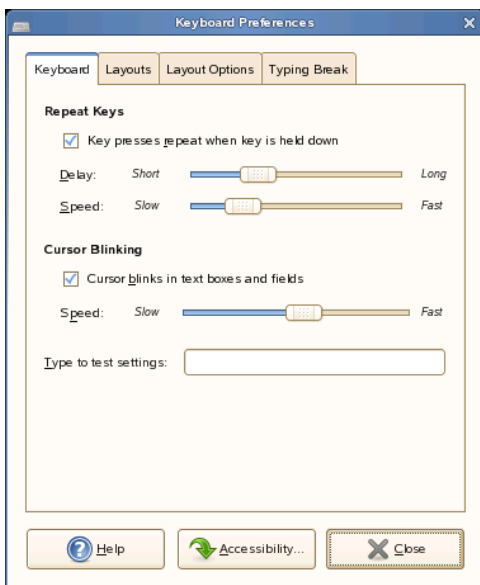 Keyboard Preferences
Keyboard Layouts Layout Options Typing Break
Repeat Keys
Key presses repeat when key is held down
Delay: Short Long
Speed: Slow Fast
Cursor Blinking
Cursor blinks in text boxes and fields
Speed: Slow Fast
Type to test settings:
Help Accessibility... Close